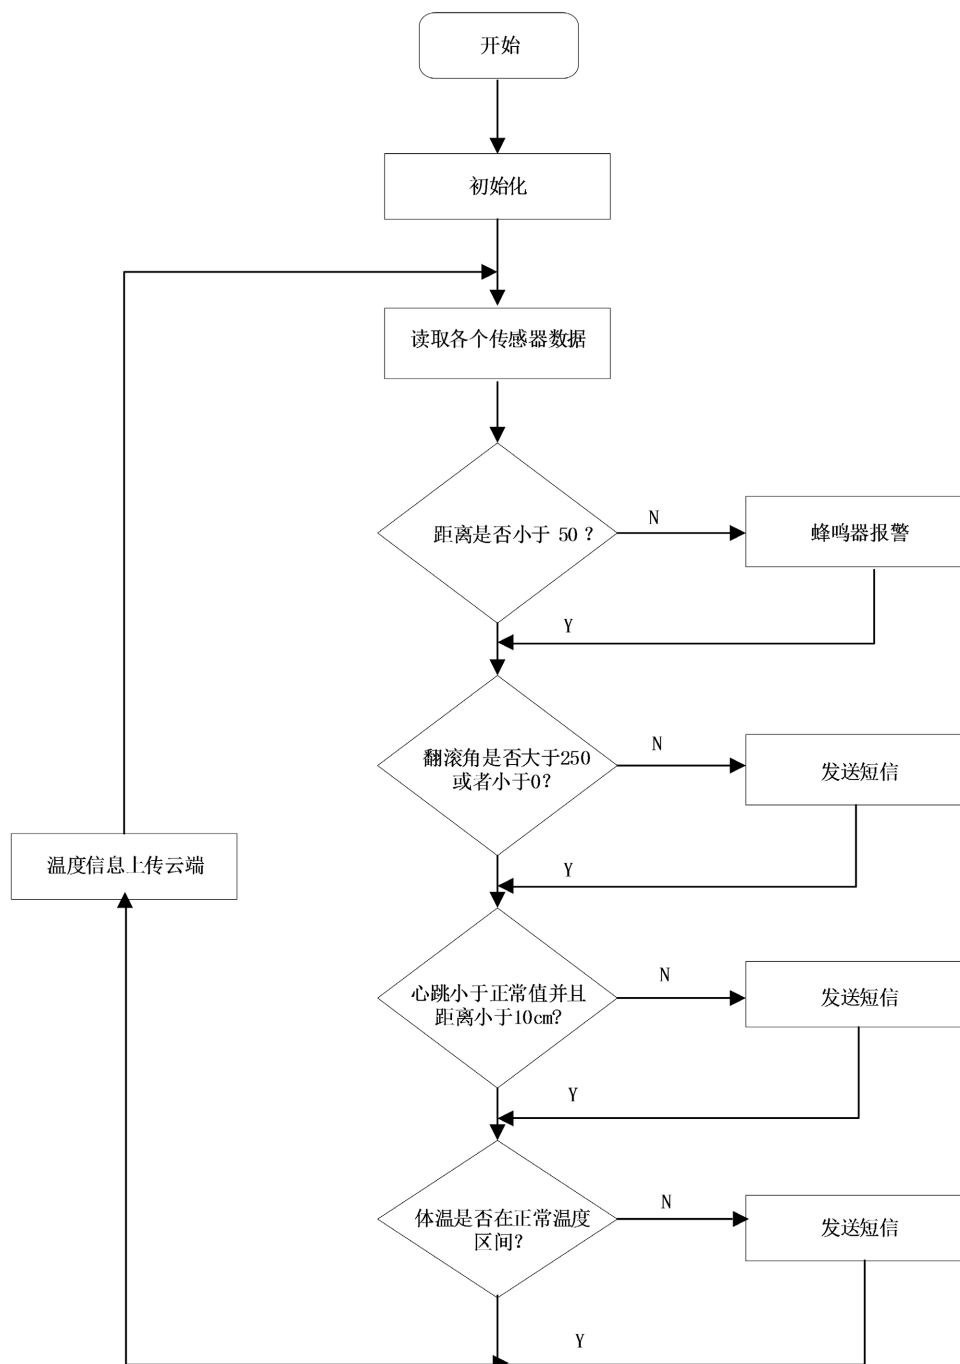 开始
初始化
读取各个传感器数据
距离是否小于 50 ?
N
蜂鸣器报警
Y
翻滚角是否大于250
或者小于0?
N
发送短信
Y
温度信息上传云端
心跳小于正常值并且
距离小于10cm?
N
发送短信
Y
体温是否在正常温度
区间?
N
发送短信
Y